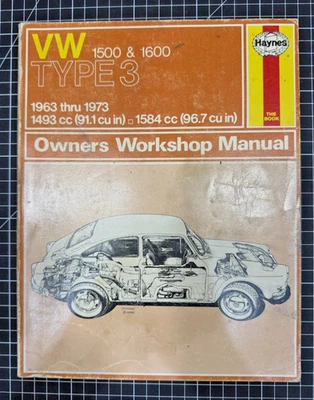 VW 1500 & 1600
TYPE 3
1963 thru 1973
1493 cc (91.1 cu in) □ 1584 cc (96.7 cu in)
Haynes
THE
BOOK
Owners Workshop Manual